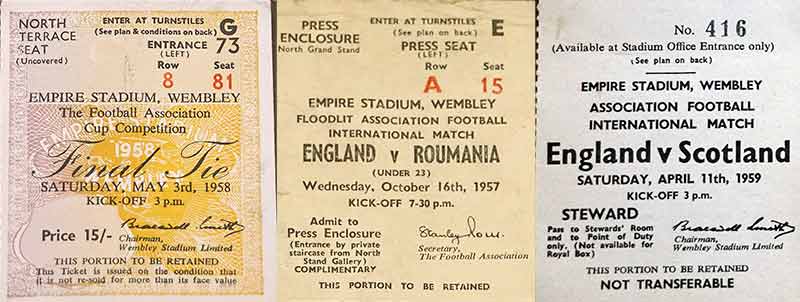 NORTH
TERRACE
SEAT
(Uncovered)
ENTER AT TURNSTILES
(See plan & conditions on back)
G
ENTRANCE 73
(LEFT)
Row Seat
8 81
EMPIRE STADIUM, WEMBLEY
The Football Association
Cup Competition
EMPIRE STADIUM
1958
WEMBLEY
Final Tie
SATURDAY, MAY 3rd, 1958
KICK-OFF 3 p.m.
Price 15/-
Chairman,
Wembley Stadium Limited
THIS PORTION TO BE RETAINED
This Ticket is issued on the condition that
it is not re-sold for more than its face value
PRESS
ENCLOSURE
North Grand Stand
ENTER AT TURNSTILES
(See plan on back)
E
PRESS SEAT
(LEFT)
Row Seat
A 15
EMPIRE STADIUM, WEMBLEY
FLOODLIT ASSOCIATION FOOTBALL
INTERNATIONAL MATCH
ENGLAND v ROUMANIA
(UNDER 23)
Wednesday, October 16th, 1957
KICK-OFF 7-30 p.m.
Admit to
Press Enclosure
(Entrance by private
staircase from North
Stand Gallery)
COMPLIMENTARY
Stanley Rous.
Secretary,
The Football Association
THIS PORTION TO BE RETAINED
No. 416
(Available at Stadium Office Entrance only)
(See plan on back)
EMPIRE STADIUM, WEMBLEY
ASSOCIATION FOOTBALL
INTERNATIONAL MATCH
England v Scotland
SATURDAY, APRIL 11th, 1959
KICK-OFF 3 p.m.
STEWARD
Pass to Stewards' Room
and to Point of Duty
only, (Not available for
Royal Box)
Chairman,
Wembley Stadium Limited
THIS PORTION TO BE RETAINED
NOT TRANSFERABLE